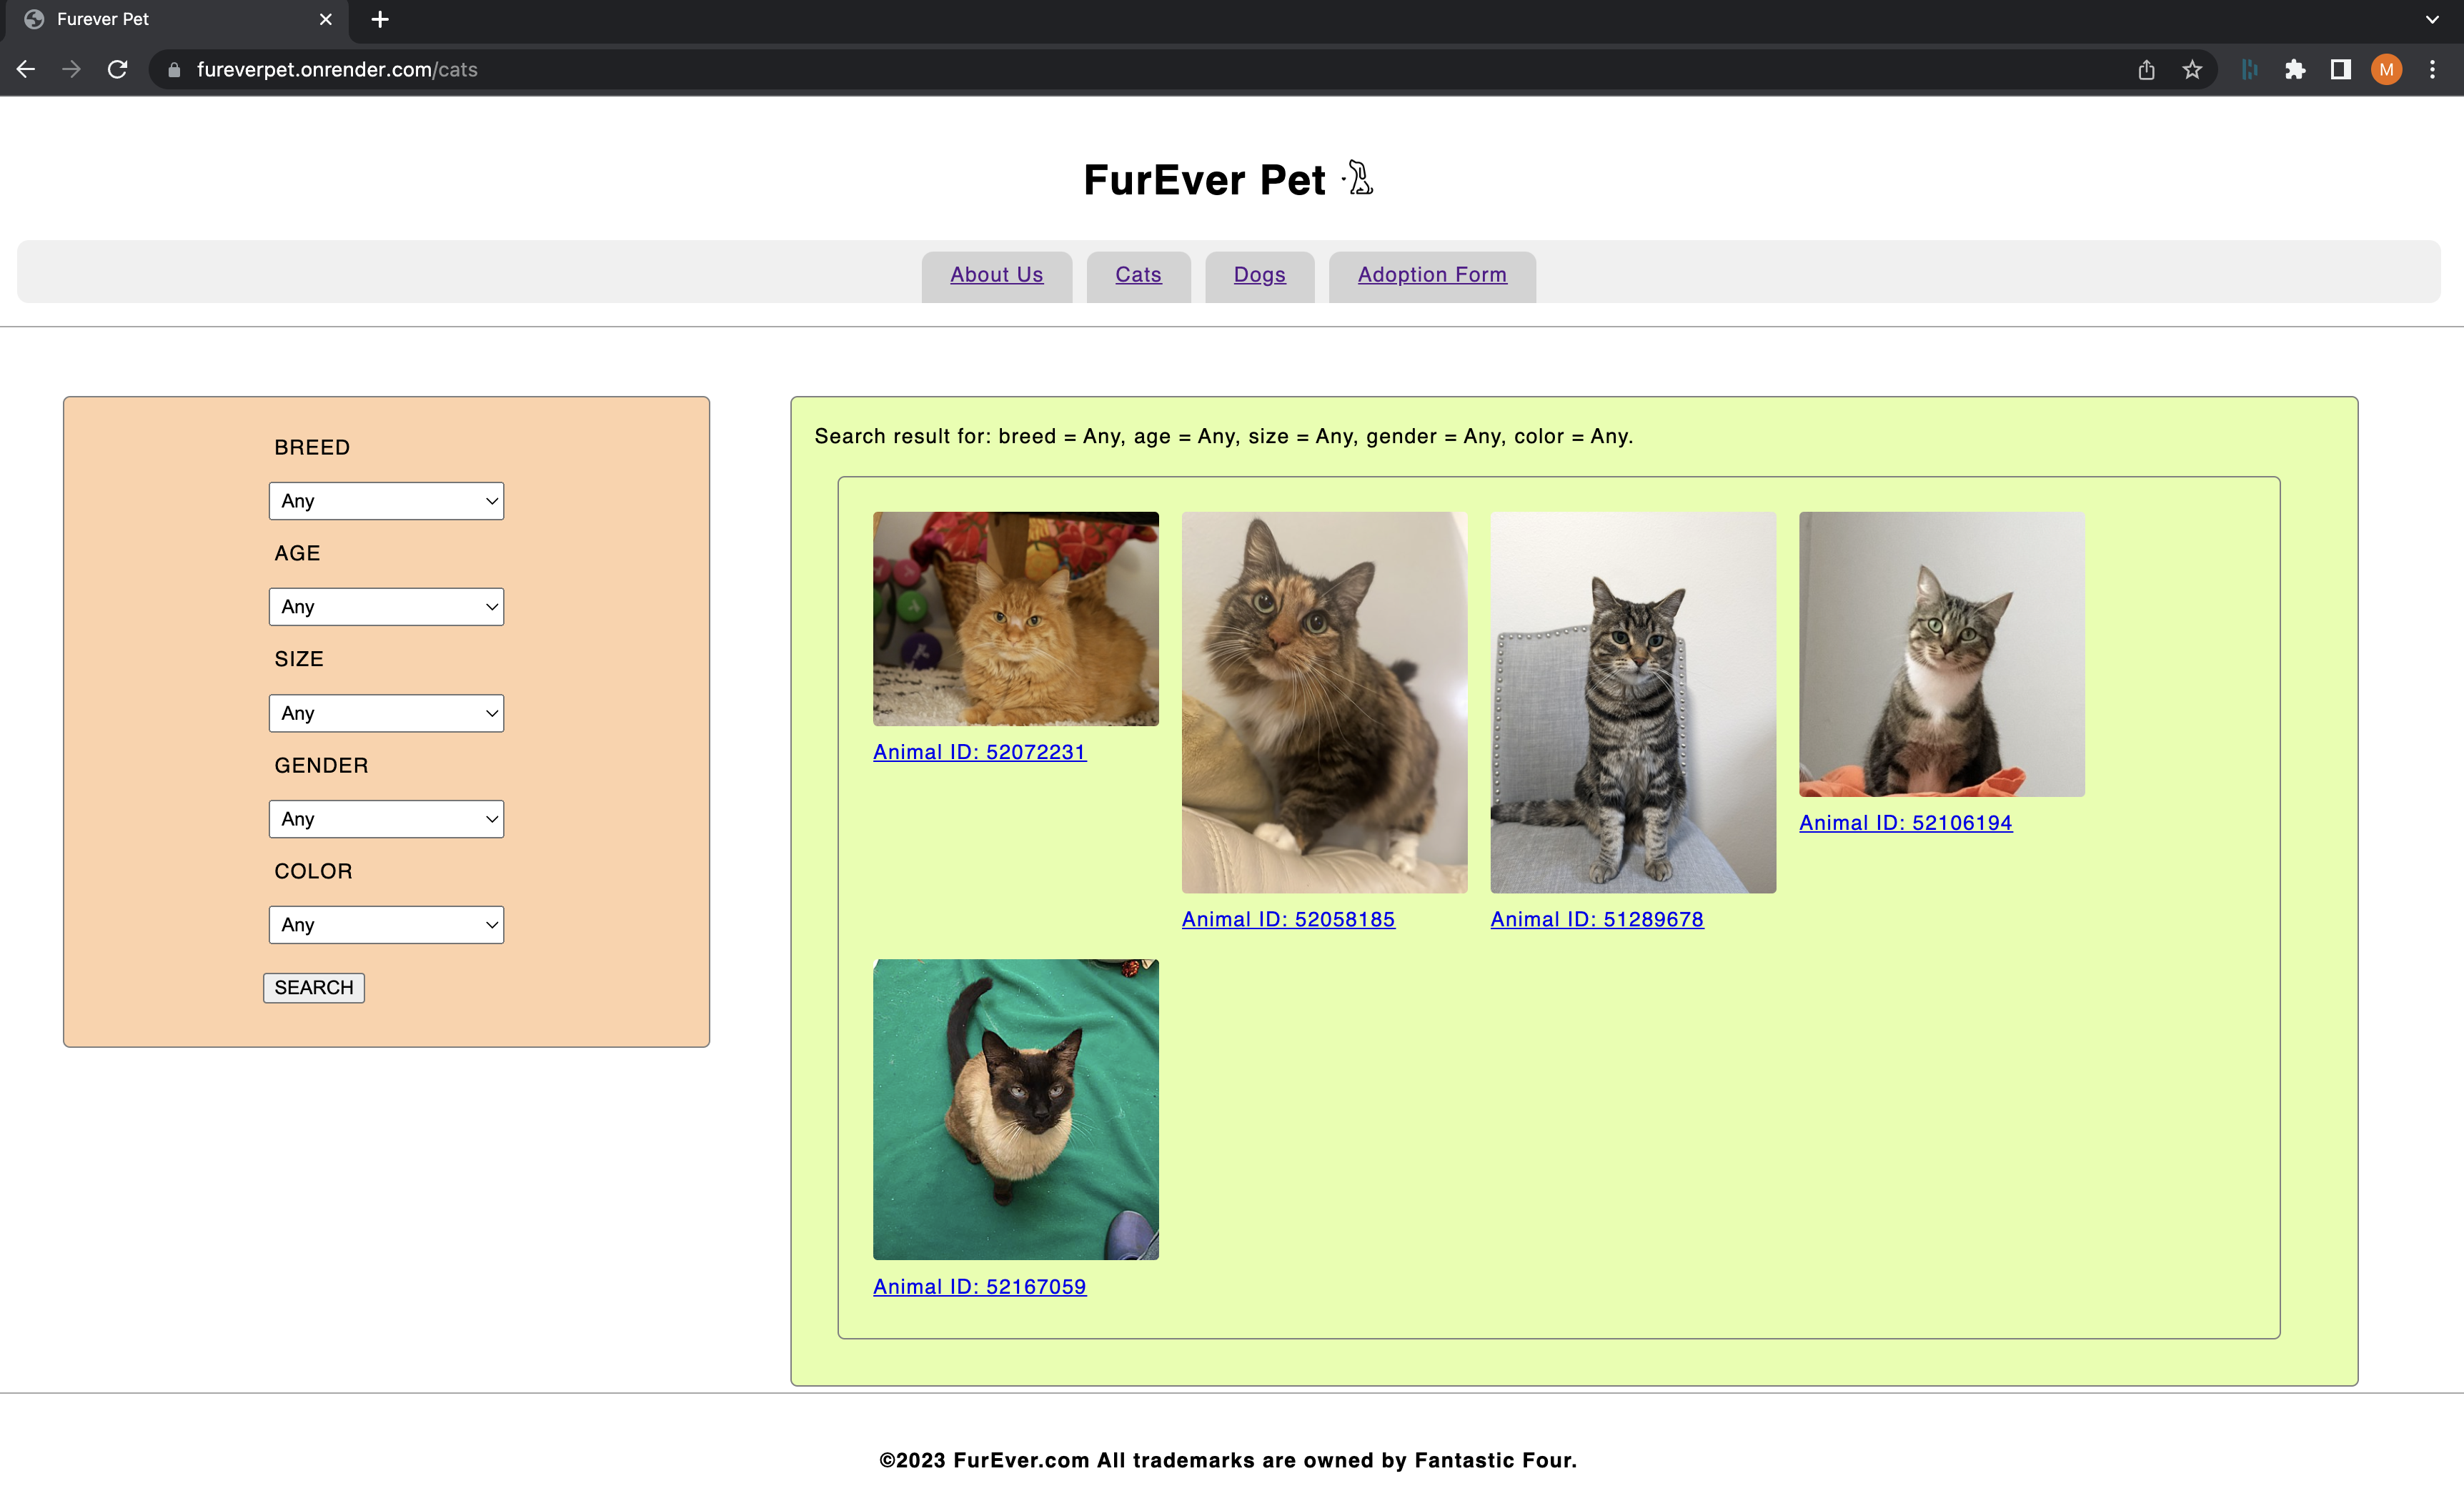 Furever Pet
fureverpet.onrender.com/cats
M
FurEver Pet
About Us
Cats
Dogs
Adoption Form
BREED
Any
AGE
Any
SIZE
Any
GENDER
Any
COLOR
Any
SEARCH
Search result for: breed = Any, age = Any, size = Any, gender = Any, color = Any.
Animal ID: 52072231
Animal ID: 52058185
Animal ID: 51289678
Animal ID: 52106194
Animal ID: 52167059
©2023 FurEver.com All trademarks are owned by Fantastic Four.